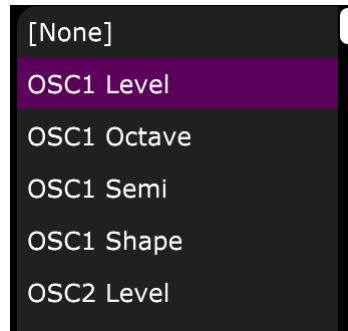 [None]
OSC1 Level
OSC1 Octave
OSC1 Semi
OSC1 Shape
OSC2 Level